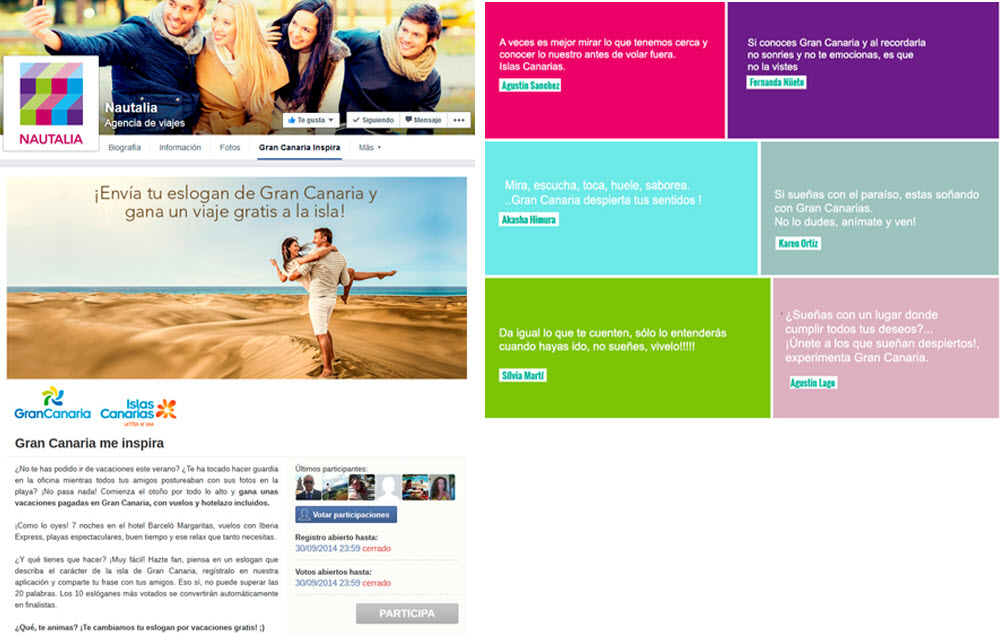 Nautalia
Agencia de viajes
NAUTALIA
Te gusta
Siguiendo
Mensaje
Biografía
Información
Fotos
Gran Canaria Inspira
Más
¡Envía tu eslogan de Gran Canaria y
gana un viaje gratis a la isla!
GranCanaria
Islas
Canarias
LATITUD DE VIDA
Gran Canaria me inspira
¿No te has podido ir de vacaciones este verano? ¿Te ha tocado hacer guardia
en la oficina mientras todos tus amigos postureaban con sus fotos en la
playa? ¡No pasa nada! Comienza el otoño por todo lo alto y gana unas
vacaciones pagadas en Gran Canaria, con vuelos y hotelazo incluidos.
¡Como lo oyes! 7 noches en el hotel Barceló Margaritas, vuelos con Iberia
Express, playas espectaculares, buen tiempo y ese relax que tanto necesitas.
¿Y qué tienes que hacer? ¡Muy fácil! Hazte fan, piensa en un eslogan que
describa el carácter de la isla de Gran Canaria, regístralo en nuestra
aplicación y comparte tu frase con tus amigos. Eso sí, no puede superar las
20 palabras. Los 10 eslóganes más votados se convertirán automáticamente
en finalistas.
¿Qué, te animas? ¡Te cambiamos tu eslogan por vacaciones gratis! ;)
Últimos participantes:
Votar participaciones
Registro abierto hasta:
30/09/2014 23:59 cerrado
Votos abiertos hasta:
30/09/2014 23:59 cerrado
PARTICIPA
A veces es mejor mirar lo que tenemos cerca y
conocer lo nuestro antes de volar fuera.
Islas Canarias.
Agustin Sanchez
Si conoces Gran Canaria y al recordarla
no sonries y no te emocionas, es que
no la vistes
Fernanda Niieto
Mira, escucha, toca, huele, saborea.
..Gran Canaria despierta tus sentidos !
Akasha Himura
Si sueñas con el paraíso, estas soñando
con Gran Canarias.
No lo dudes, anímate y ven!
Karen Ortiz
Da igual lo que te cuenten, sólo lo entenderás
cuando hayas ido, no sueñes, vivelo!!!!!
Silvia Martí
¿Sueñas con un lugar donde
cumplir todos tus deseos?...
¡Únete a los que sueñan despiertos!,
experimenta Gran Canaria.
Agustin Lago